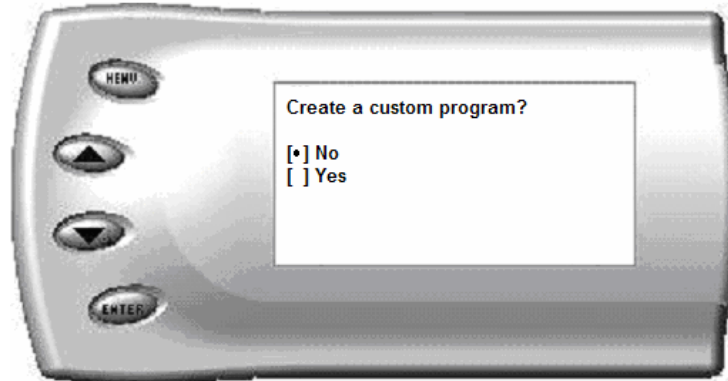 MENU
Create a custom program?
[•] No
[ ] Yes
ENTER